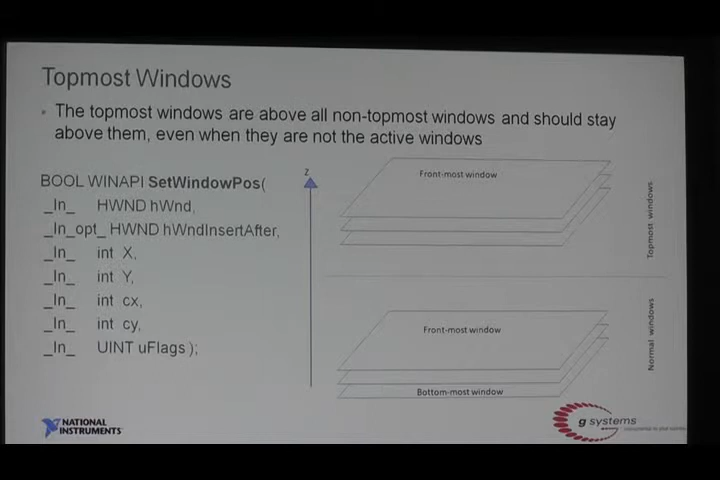 Topmost Windows
• The topmost windows are above all non-topmost windows and should stay
above them, even when they are not the active windows
BOOL WINAPI SetWindowPos(
_In_ HWND hWnd,
_In_opt_ HWND hWndInsertAfter,
_In_ int X,
_In_ int Y,
_In_ int cx,
_In_ int cy,
_In_ UINT uFlags );
Z
Front-most window
Topmost windows
Front-most window
Bottom-most window
Normal windows
NATIONAL
INSTRUMENTS
g systems